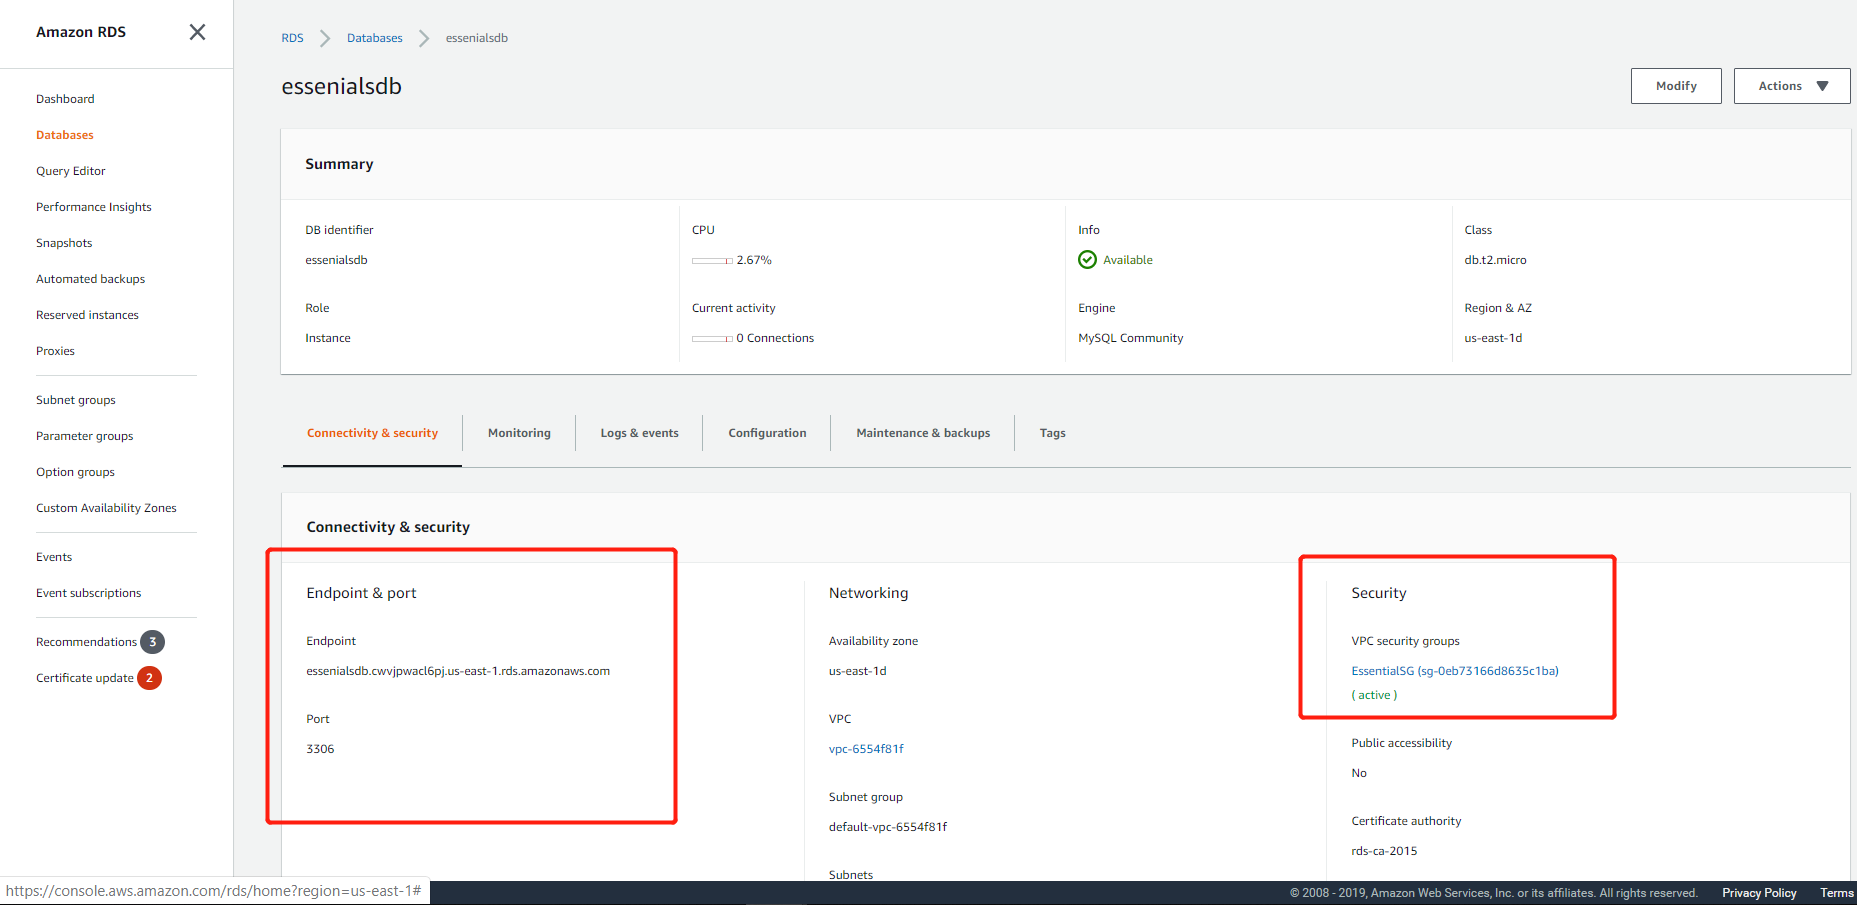 Amazon RDS
Dashboard
Databases
Query Editor
Performance Insights
Snapshots
Automated backups
Reserved instances
Proxies
Subnet groups
Parameter groups
Option groups
Custom Availability Zones
Events
Event subscriptions
Recommendations 3
Certificate update 2
RDS Databases essenialsdb
essenialsdb
Modify
Actions
Summary
DB identifier
essenialsdb
CPU
2.67%
Info
Available
Class
db.t2.micro
Role
Instance
Current activity
0 Connections
Engine
MySQL Community
Region & AZ
us-east-1d
Connectivity & security
Monitoring
Logs & events
Configuration
Maintenance & backups
Tags
Connectivity & security
Endpoint & port
Endpoint
essenialsdb.cwvjpwacl6pj.us-east-1.rds.amazonaws.com
Port
3306
Networking
Availability zone
us-east-1d
VPC
vpc-6554f81f
Subnet group
default-vpc-6554f81f
Subnets
Security
VPC security groups
EssentialSG (sg-0eb73166d8635c1ba)
( active )
Public accessibility
No
Certificate authority
rds-ca-2015
https://console.aws.amazon.com/rds/home?region=us-east-1#
© 2008 - 2019, Amazon Web Services, Inc. or its affiliates. All rights reserved.
Privacy Policy
Terms